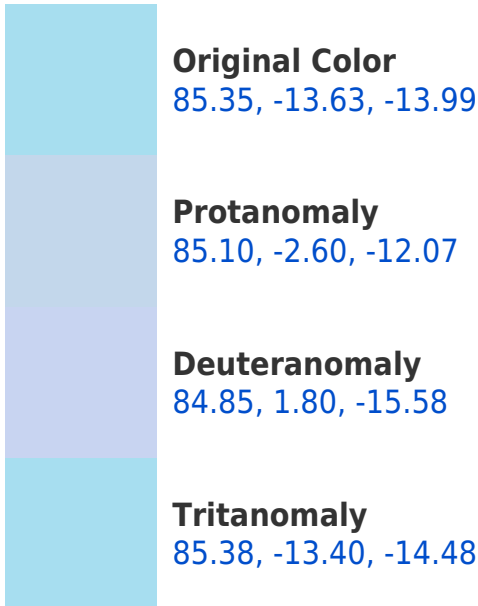 Original Color
85.35, -13.63, -13.99
Protanomaly
85.10, -2.60, -12.07
Deuteranomaly
84.85, 1.80, -15.58
Tritanomaly
85.38, -13.40, -14.48